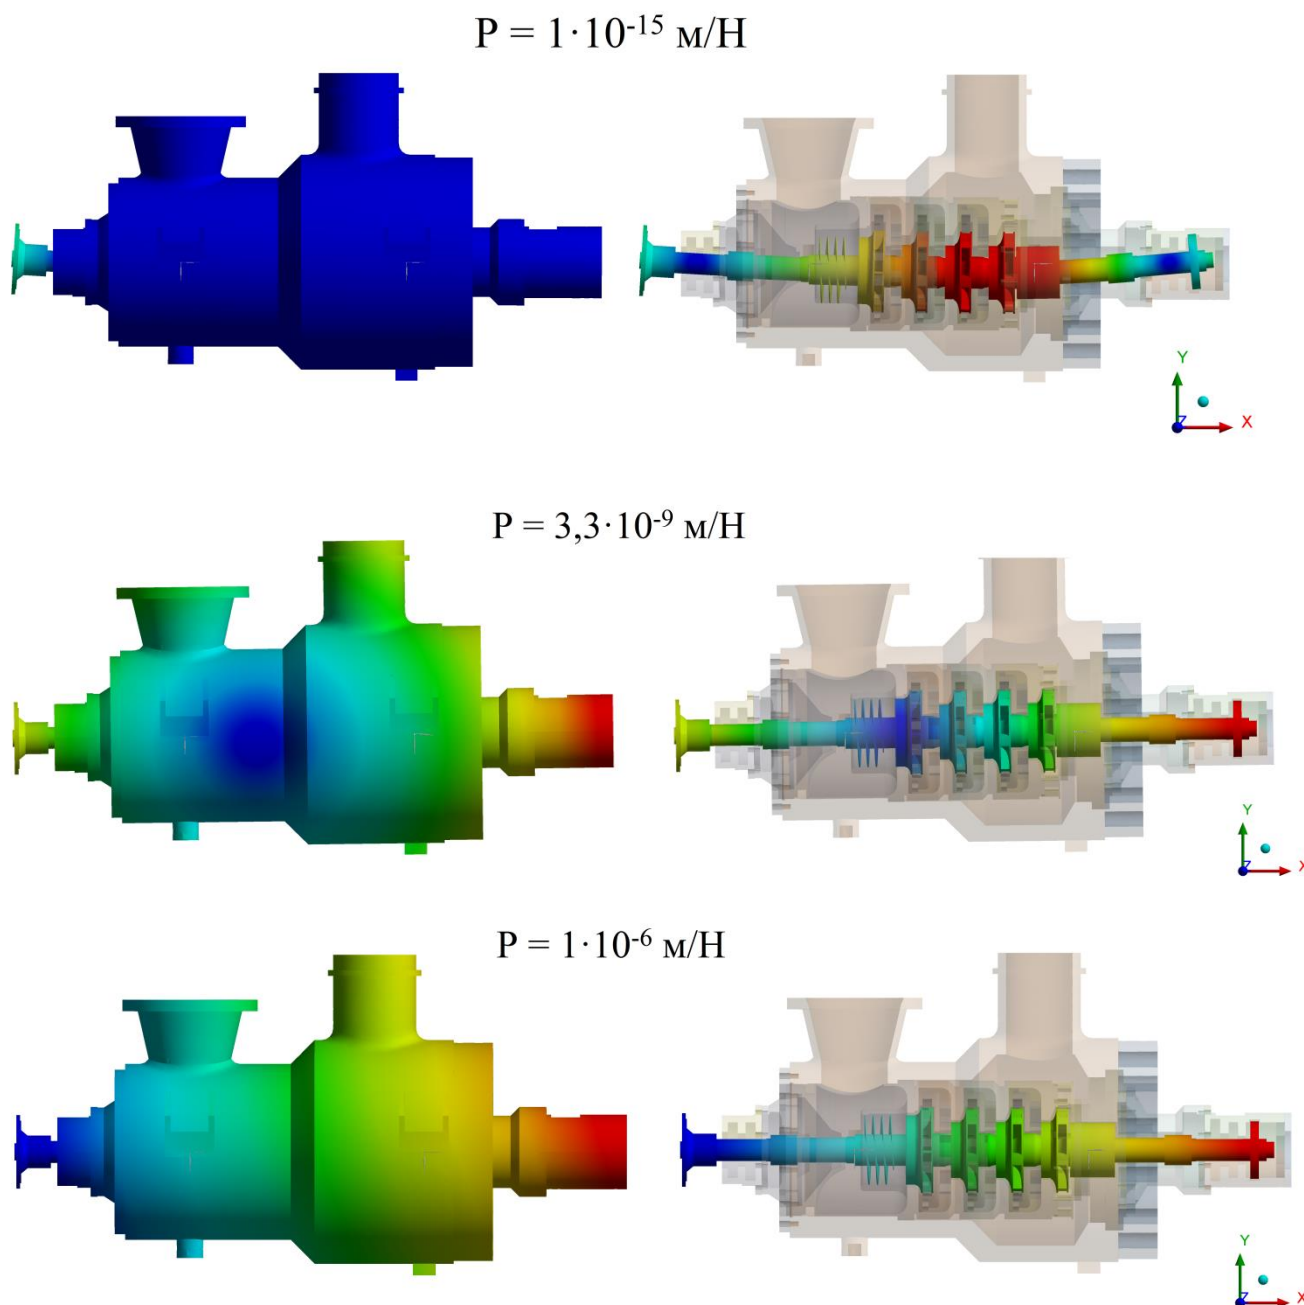 P = 1·10⁻¹⁵ м/Н
Y
Z
X
P = 3,3·10⁻⁹ м/Н
Y
Z
X
P = 1·10⁻⁶ м/Н
Y
Z
X